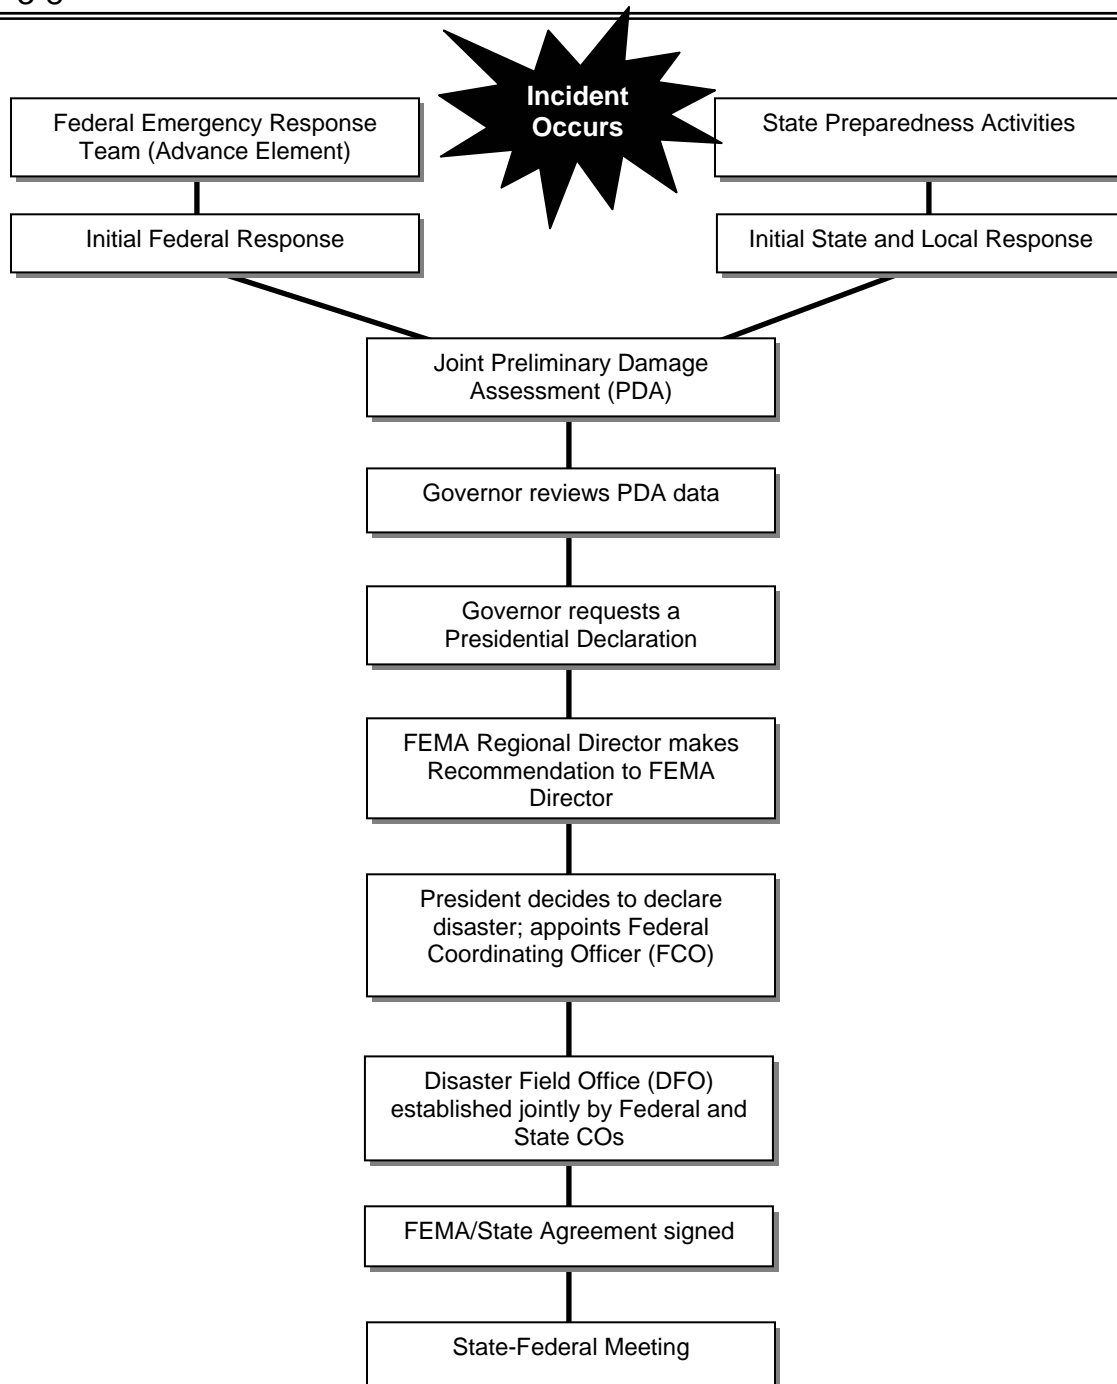 Incident
Occurs
Federal Emergency Response
Team (Advance Element)
State Preparedness Activities
Initial Federal Response
Initial State and Local Response
Joint Preliminary Damage
Assessment (PDA)
Governor reviews PDA data
Governor requests a
Presidential Declaration
FEMA Regional Director makes
Recommendation to FEMA
Director
President decides to declare
disaster; appoints Federal
Coordinating Officer (FCO)
Disaster Field Office (DFO)
established jointly by Federal and
State COs
FEMA/State Agreement signed
State-Federal Meeting